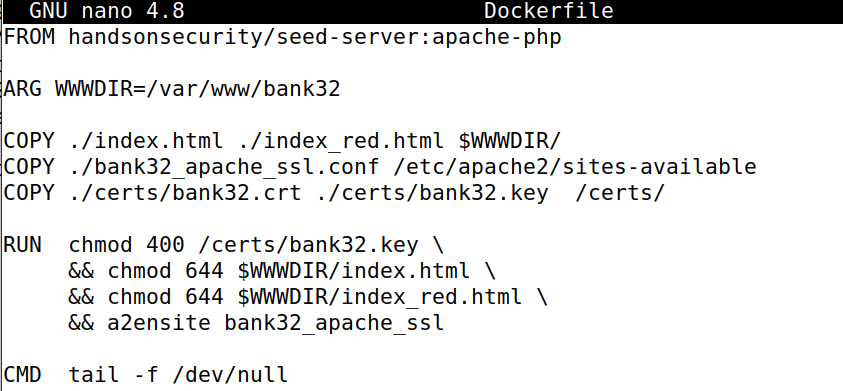 GNU nano 4.8 Dockerfile
FROM handsonsecurity/seed-server:apache-php
ARG WWWDIR=/var/www/bank32
COPY ./index.html ./index_red.html $WWWDIR/
COPY ./bank32_apache_ssl.conf /etc/apache2/sites-available
COPY ./certs/bank32.crt ./certs/bank32.key  /certs/
RUN  chmod 400 /certs/bank32.key \
     && chmod 644 $WWWDIR/index.html \
     && chmod 644 $WWWDIR/index_red.html \
     && a2ensite bank32_apache_ssl
CMD  tail -f /dev/null